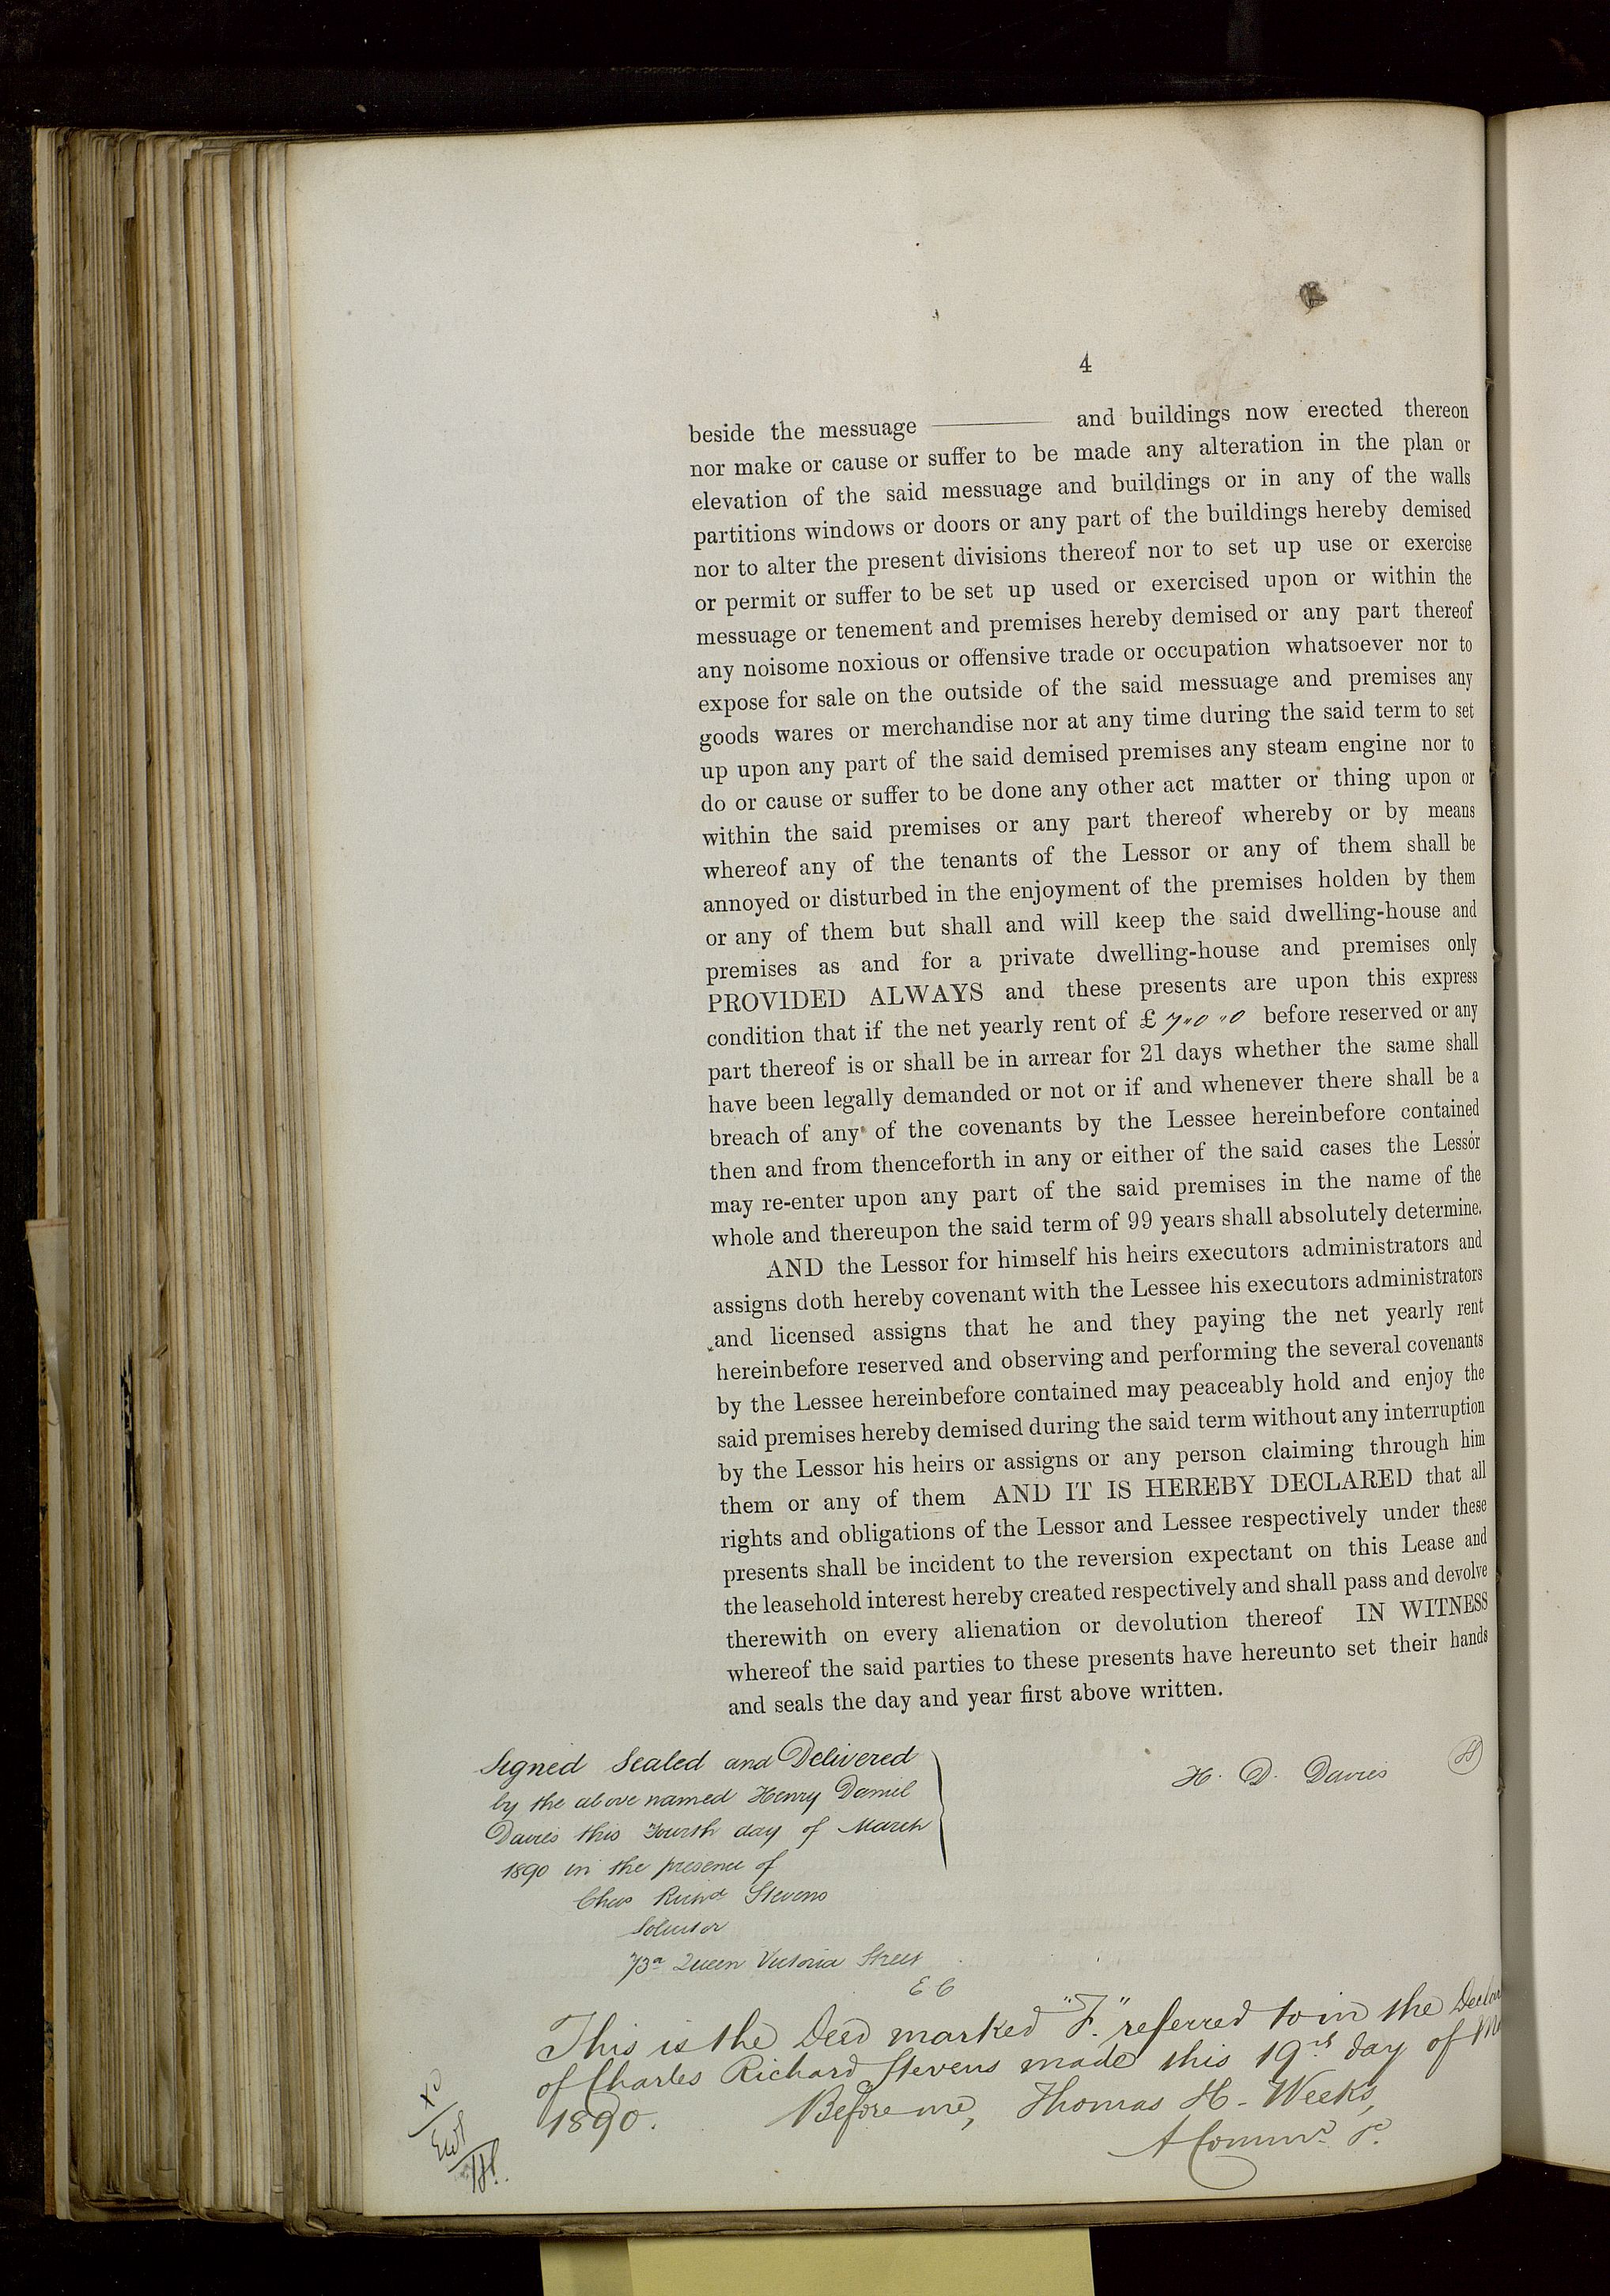 4
beside the messuage ———— and buildings now erected thereon
nor make or cause or suffer to be made any alteration in the plan or
elevation of the said messuage and buildings or in any of the walls
partitions windows or doors or any part of the buildings hereby demised
nor to alter the present divisions thereof nor to set up use or exercise
or permit or suffer to be set up used or exercised upon or within the
messuage or tenement and premises hereby demised or any part thereof
any noisome noxious or offensive trade or occupation whatsoever nor to
expose for sale on the outside of the said messuage and premises any
goods wares or merchandise nor at any time during the said term to set
up upon any part of the said demised premises any steam engine nor to
do or cause or suffer to be done any other act matter or thing upon or
within the said premises or any part thereof whereby or by means
whereof any of the tenants of the Lessor or any of them shall be
annoyed or disturbed in the enjoyment of the premises holden by them
or any of them but shall and will keep the said dwelling-house and
premises as and for a private dwelling-house and premises only
PROVIDED ALWAYS and these presents are upon this express
condition that if the net yearly rent of £ 7"0"0 before reserved or any
part thereof is or shall be in arrear for 21 days whether the same shall
have been legally demanded or not or if and whenever there shall be a
breach of any of the covenants by the Lessee hereinbefore contained
then and from thenceforth in any or either of the said cases the Lessor
may re-enter upon any part of the said premises in the name of the
whole and thereupon the said term of 99 years shall absolutely determine.
AND the Lessor for himself his heirs executors administrators and
assigns doth hereby covenant with the Lessee his executors administrators
and licensed assigns that he and they paying the net yearly rent
hereinbefore reserved and observing and performing the several covenants
by the Lessee hereinbefore contained may peaceably hold and enjoy the
said premises hereby demised during the said term without any interruption
by the Lessor his heirs or assigns or any person claiming through him
them or any of them AND IT IS HEREBY DECLARED that all
rights and obligations of the Lessor and Lessee respectively under these
presents shall be incident to the reversion expectant on this Lease and
the leasehold interest hereby created respectively and shall pass and devolve
therewith on every alienation or devolution thereof IN WITNESS
whereof the said parties to these presents have hereunto set their hands
and seals the day and year first above written.
Signed Sealed and Delivered
by the above named Henry Daniel
Davies this Fourth day of March
1890 in the presence of
Chas Richd Stevens
Solicitor
73a Queen Victoria Street
E C
H. D. Davies
This is the Deed marked "F." referred to in the
of Charles Richard Stevens made this 19th day of
1890. Before me, Thomas H. Weeks,
A Commr